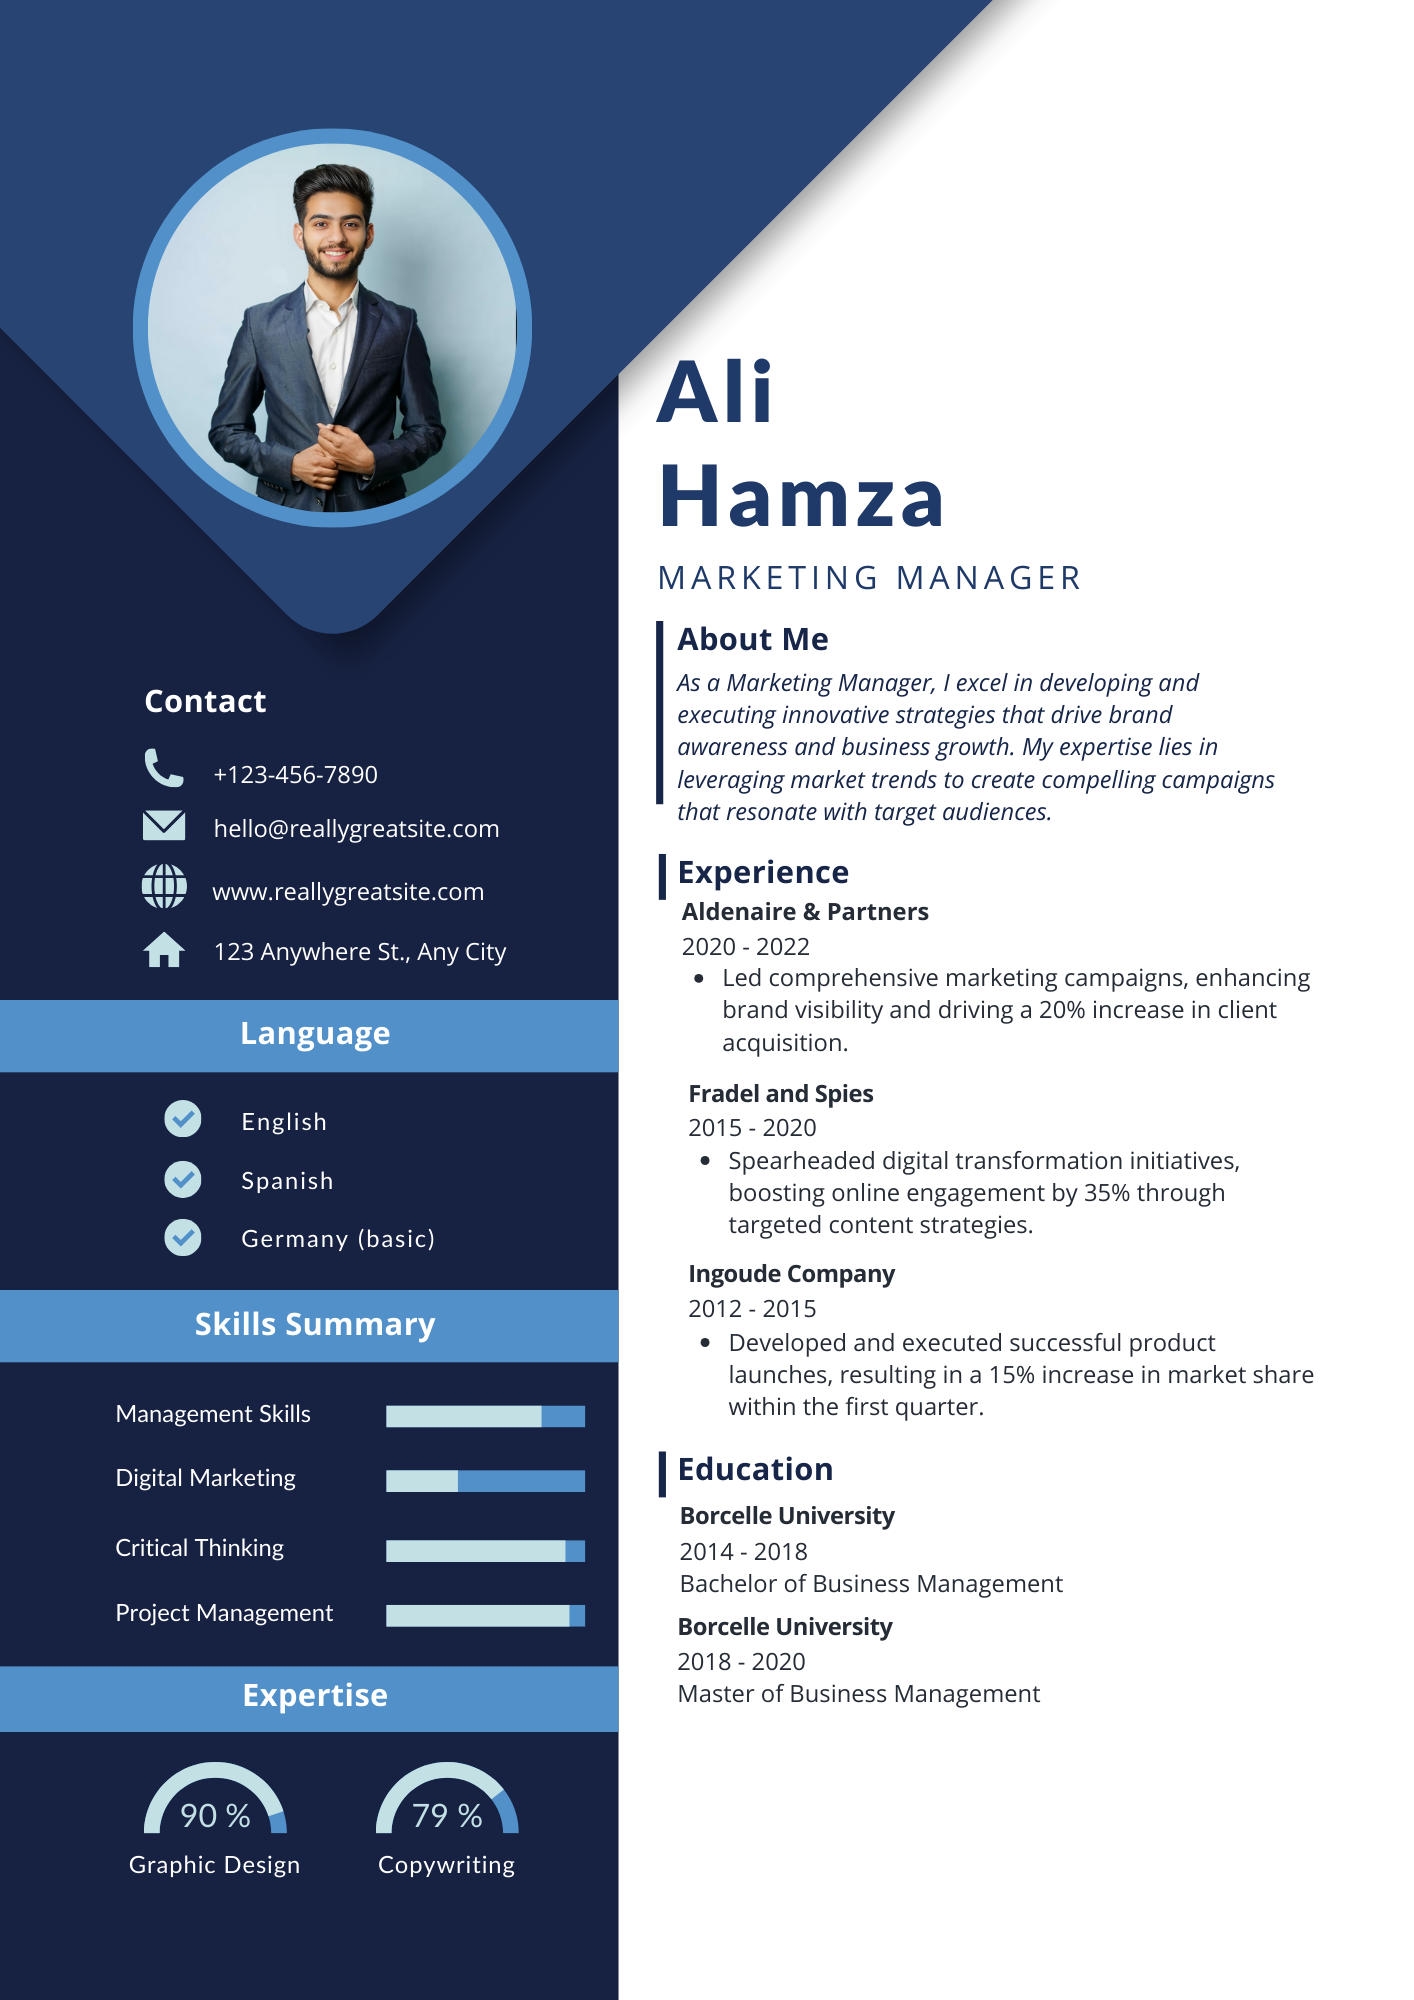 Ali
Hamza
MARKETING MANAGER
Contact
+123-456-7890
hello@reallygreatsite.com
www.reallygreatsite.com
123 Anywhere St., Any City
Language
English
Spanish
Germany (basic)
Skills Summary
Management Skills
Digital Marketing
Critical Thinking
Project Management
Expertise
90 %
Graphic Design
79 %
Copywriting
About Me
As a Marketing Manager, I excel in developing and
executing innovative strategies that drive brand
awareness and business growth. My expertise lies in
leveraging market trends to create compelling campaigns
that resonate with target audiences.
Experience
Aldenaire & Partners
2020 - 2022
• Led comprehensive marketing campaigns, enhancing
brand visibility and driving a 20% increase in client
acquisition.
Fradel and Spies
2015 - 2020
• Spearheaded digital transformation initiatives,
boosting online engagement by 35% through
targeted content strategies.
Ingoude Company
2012 - 2015
• Developed and executed successful product
launches, resulting in a 15% increase in market share
within the first quarter.
Education
Borcelle University
2014 - 2018
Bachelor of Business Management
Borcelle University
2018 - 2020
Master of Business Management